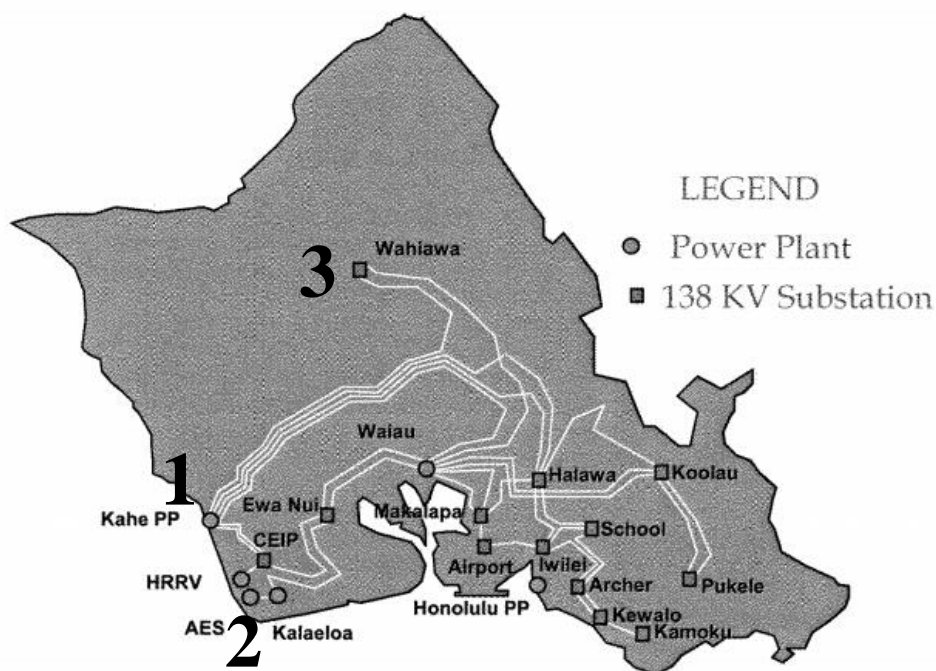 LEGEND
Power Plant
138 KV Substation
3
Wahiawa
Waiau
1
Kahe PP
Ewa Nui
Makalapa
Halawa
Koolau
CEIP
School
HRRV
Airport
Iwilei
Pukele
AES
2
Kalaeloa
Honolulu PP
Archer
Kewalo
Kamoku